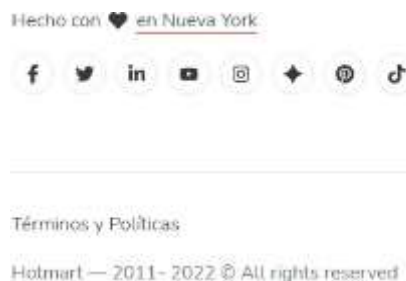 Hecho con en Nueva York
Términos y Políticas
Hotmart — 2011- 2022 © All rights reserved